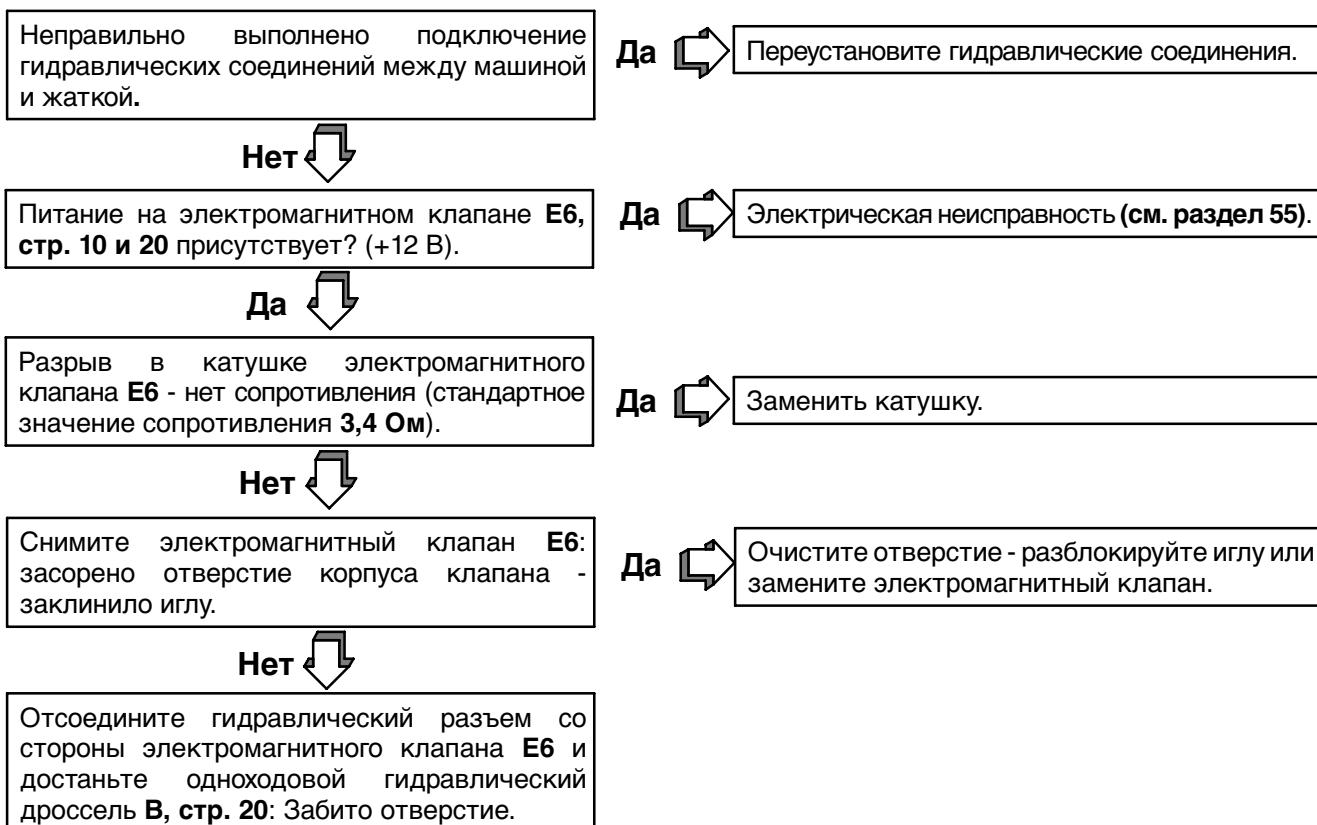 Неправильно выполнено подключение
гидравлических соединений между машиной
и жаткой.
Да
Переустановите гидравлические соединения.
Нет
Питание на электромагнитном клапане E6,
стр. 10 и 20 присутствует? (+12 В).
Да
Электрическая неисправность (см. раздел 55).
Да
Разрыв в катушке электромагнитного
клапана E6 - нет сопротивления (стандартное
значение сопротивления 3,4 Ом).
Да
Заменить катушку.
Нет
Снимите электромагнитный клапан E6:
засорено отверстие корпуса клапана -
заклинило иглу.
Да
Очистите отверстие - разблокируйте иглу или
замените электромагнитный клапан.
Нет
Отсоедините гидравлический разъем со
стороны электромагнитного клапана E6 и
достаньте одноходовой гидравлический
дроссель B, стр. 20: Забито отверстие.